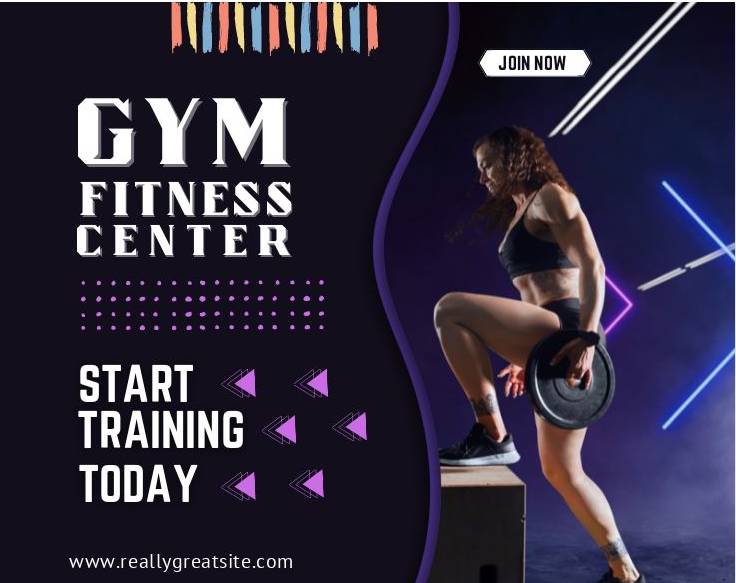 JOIN NOW
GYM
FITNESS
CENTER
START
TRAINING
TODAY
www.reallygreatsite.com